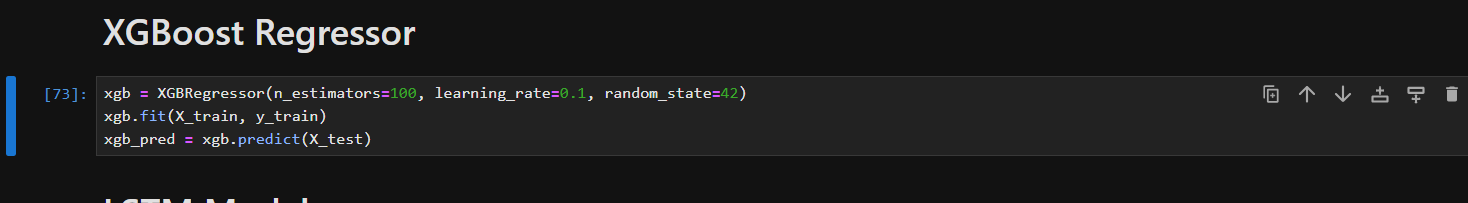 XGBoost Regressor
[73]:
xgb = XGBRegressor(n_estimators=100, learning_rate=0.1, random_state=42)
xgb.fit(X_train, y_train)
xgb_pred = xgb.predict(X_test)